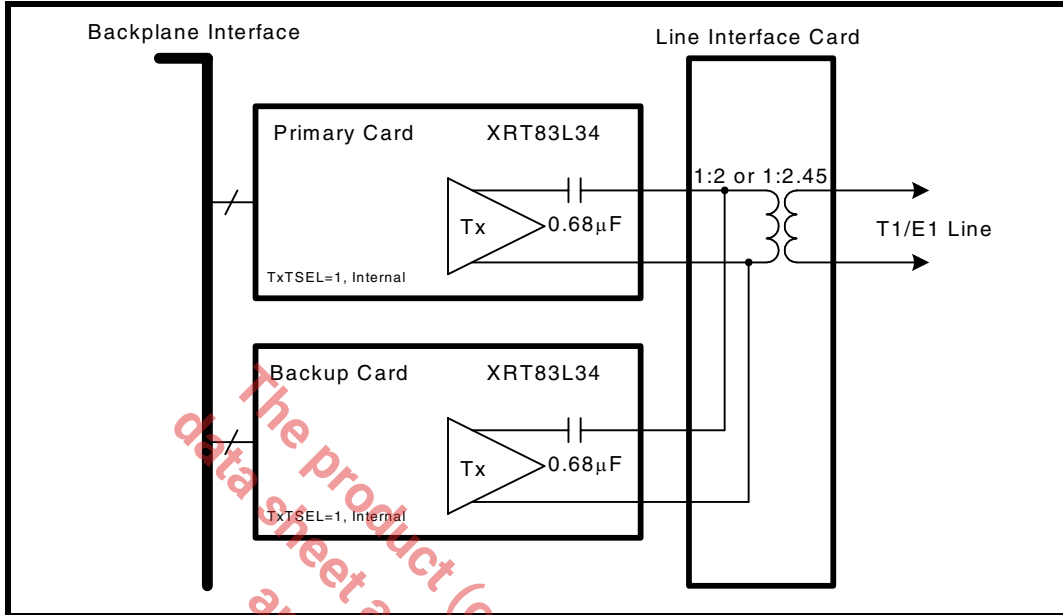 Backplane Interface
Line Interface Card
Primary Card XRT83L34
1:2 or 1:2.45
Tx
0.68μF
T1/E1 Line
TxTSEL=1, Internal
Backup Card XRT83L34
Tx
0.68μF
TxTSEL=1, Internal
The product (
data sheet a